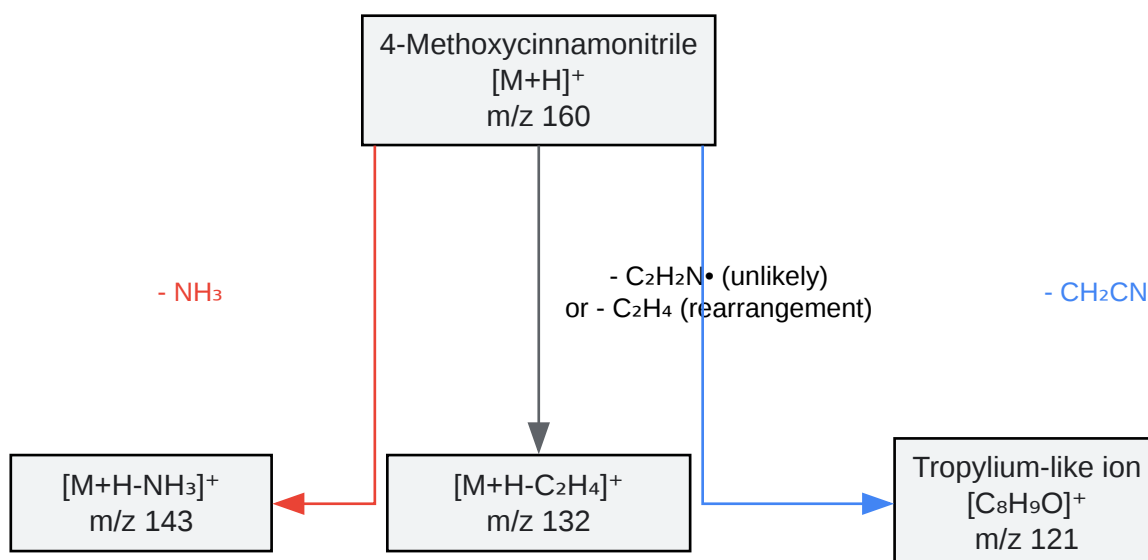 4-Methoxycinnamonitrile
[M+H]⁺
m/z 160
- NH₃
- C₂H₂N• (unlikely)
or - C₂H₄ (rearrangement)
- CH₂CN
[M+H-NH₃]⁺
m/z 143
[M+H-C₂H₄]⁺
m/z 132
Tropylium-like ion
[C₈H₉O]⁺
m/z 121